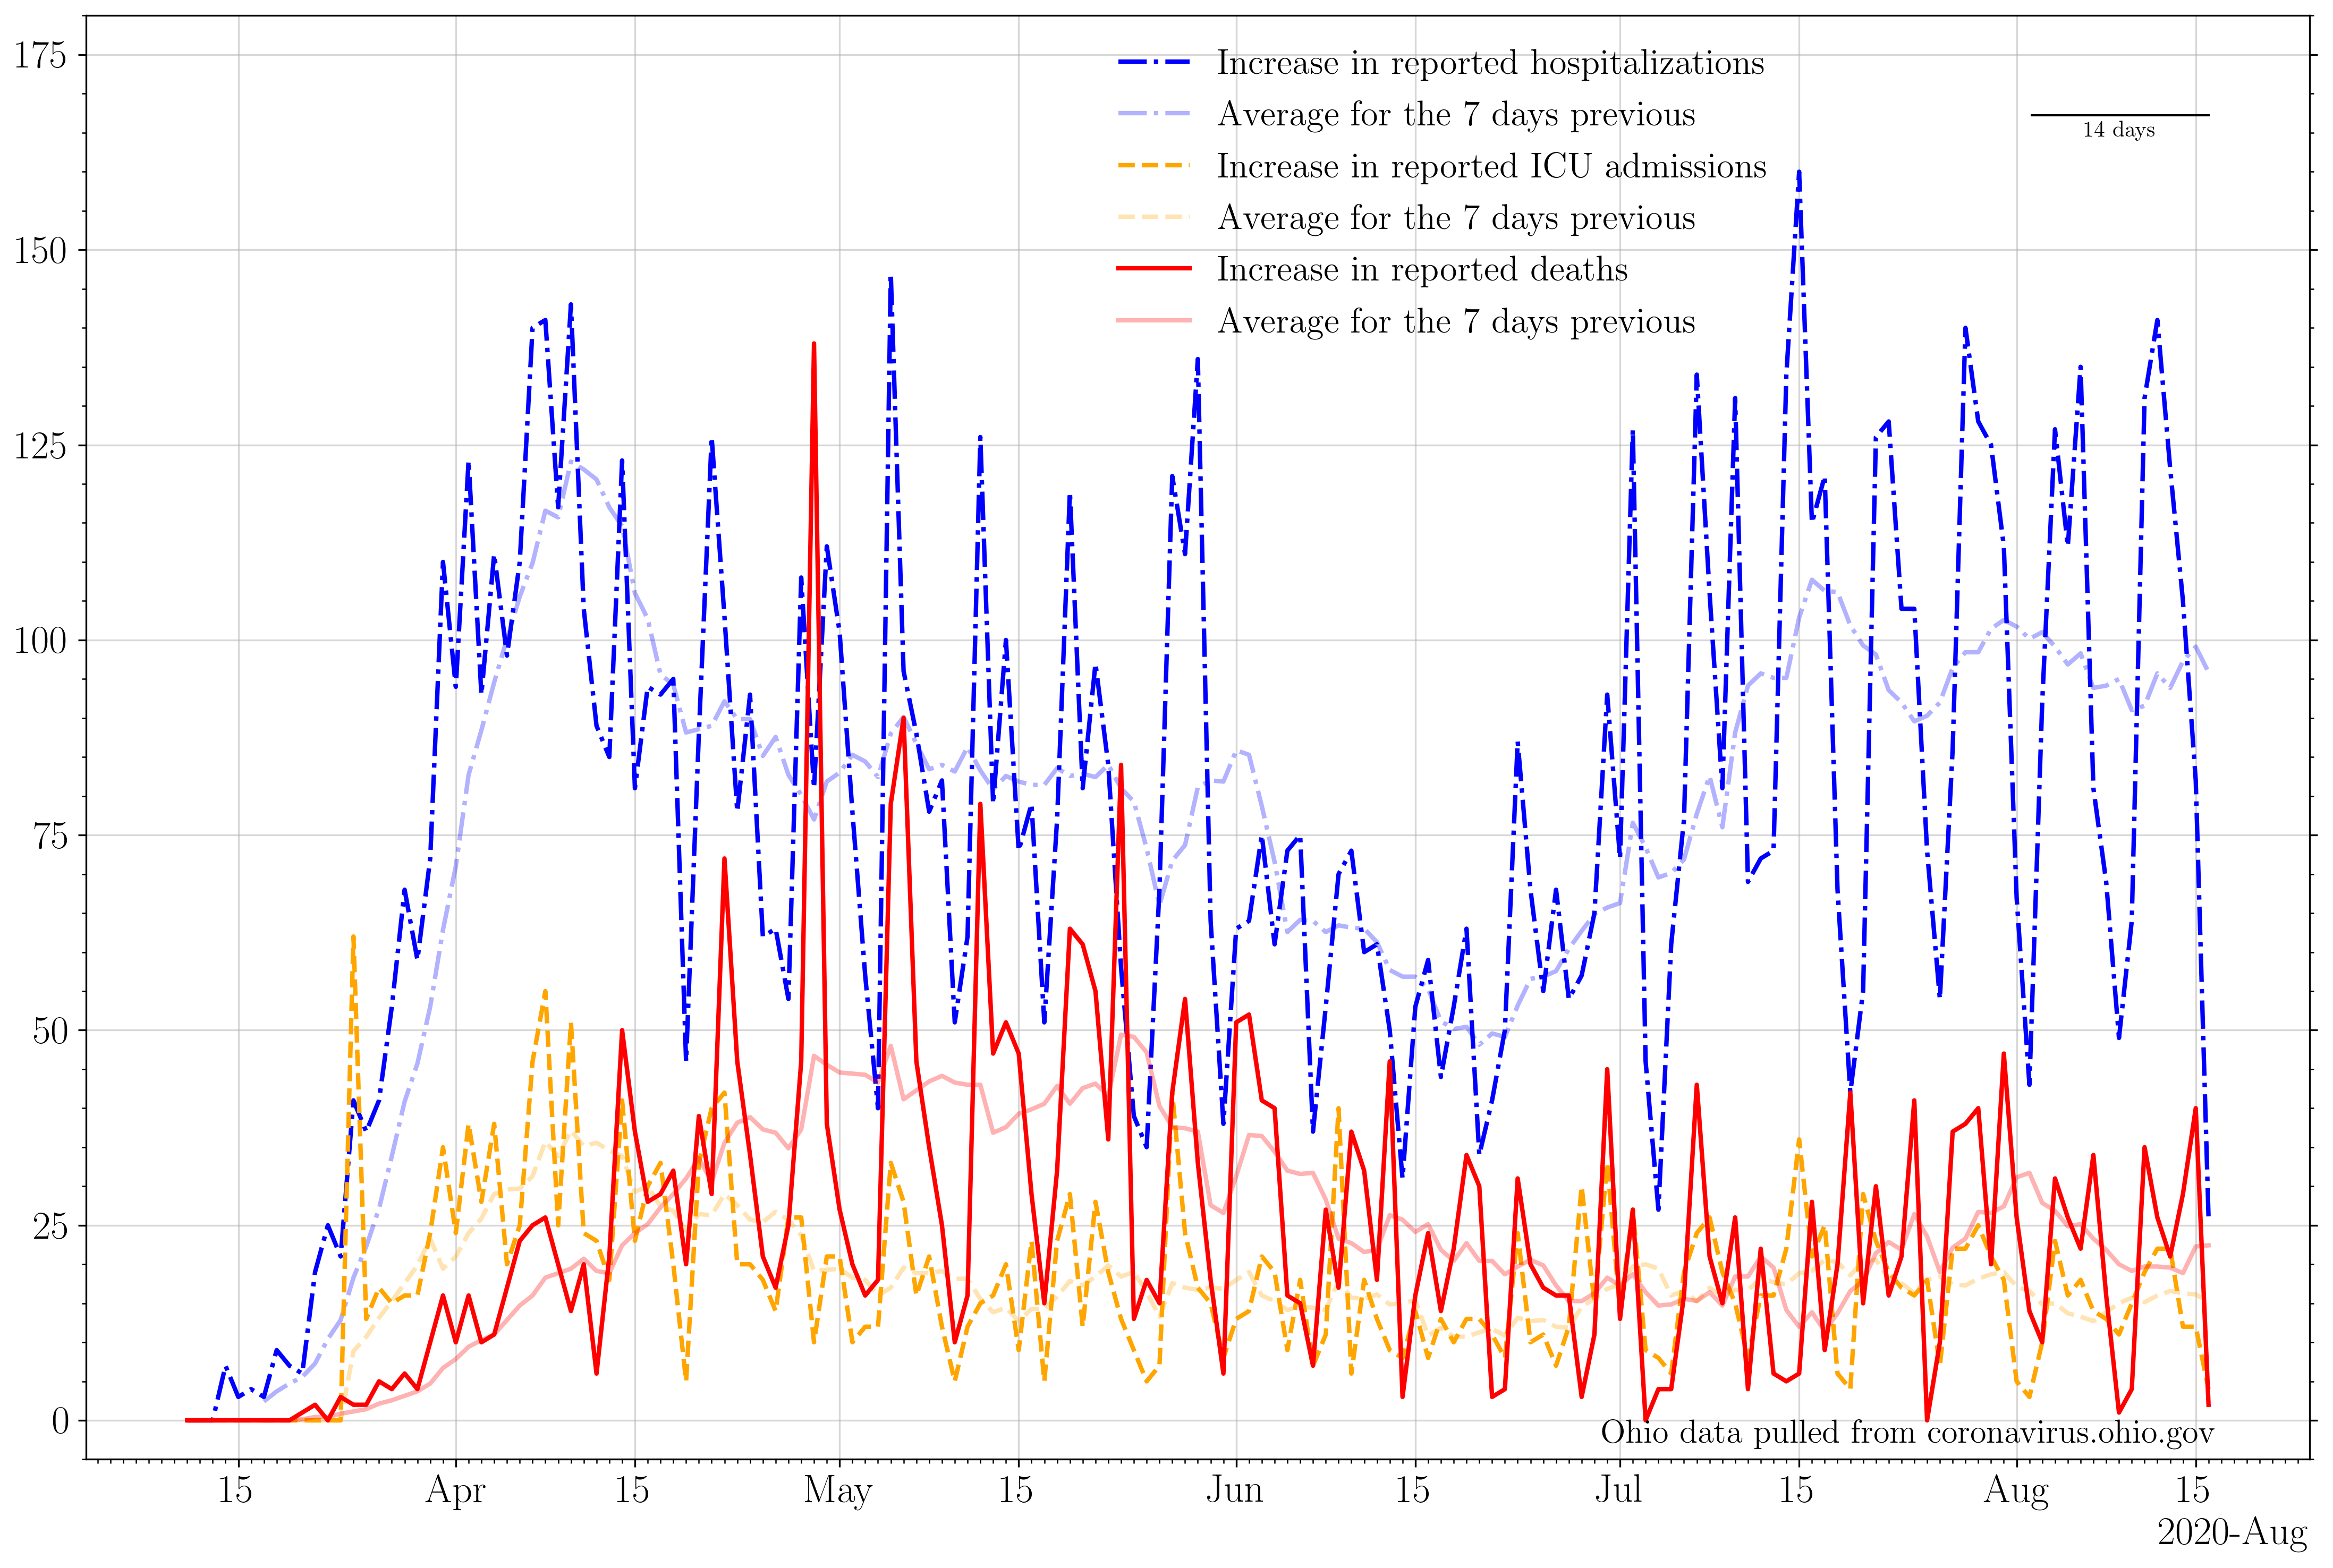 175
150
125
100
75
50
25
0
Increase in reported hospitalizations
Average for the 7 days previous
Increase in reported ICU admissions
Average for the 7 days previous
Increase in reported deaths
Average for the 7 days previous
14 days
Ohio data pulled from coronavirus.ohio.gov
15 Apr 15 May 15 Jun 15 Jul 15 Aug 15
2020-Aug